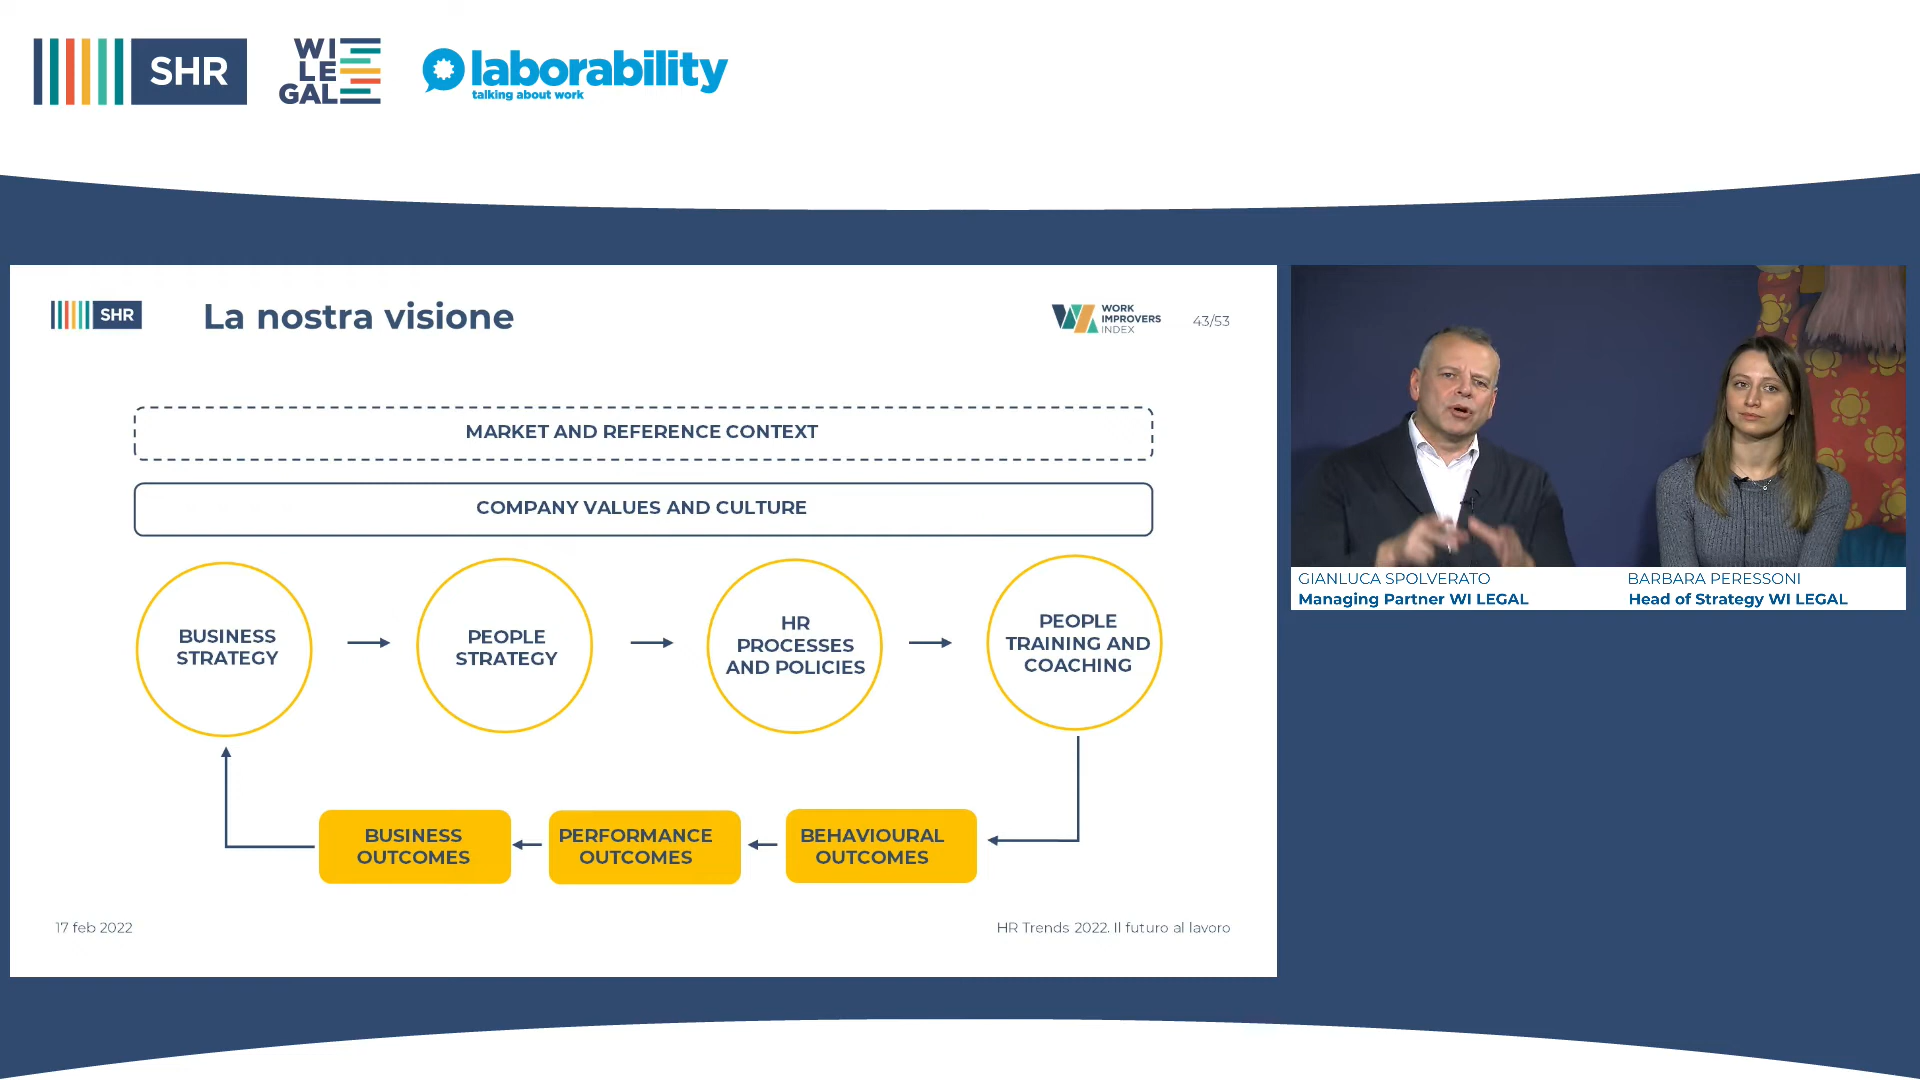 SHR
WI
LE
GAL
laborability
talking about work
SHR
La nostra visione
WORK
IMPROVERS
INDEX
43/53
MARKET AND REFERENCE CONTEXT
COMPANY VALUES AND CULTURE
BUSINESS
STRATEGY
PEOPLE
STRATEGY
HR
PROCESSES
AND POLICIES
PEOPLE
TRAINING AND
COACHING
BUSINESS
OUTCOMES
PERFORMANCE
OUTCOMES
BEHAVIOURAL
OUTCOMES
17 feb 2022
HR Trends 2022. Il futuro al lavoro
GIANLUCA SPOLVERATO
Managing Partner WI LEGAL
BARBARA PERESSONI
Head of Strategy WI LEGAL